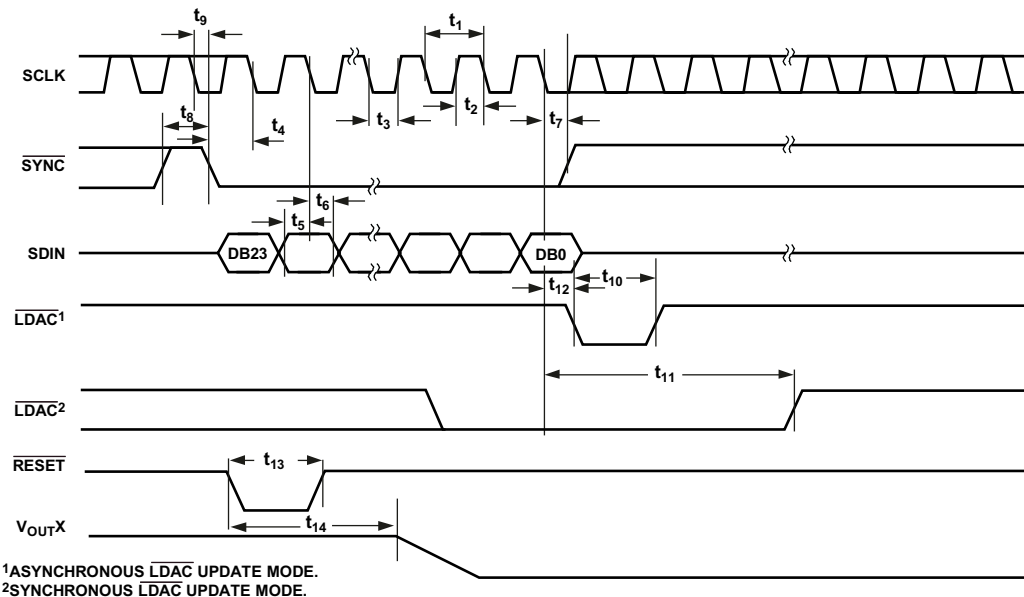 t9
t1
SCLK
t2
t3
t8
t4
t7
SYNC
t6
t5
SDIN
DB23
DB0
t10
t12
LDAC1
t11
LDAC2
RESET
t13
t14
VOUTX
1ASYNCHRONOUS LDAC UPDATE MODE.
2SYNCHRONOUS LDAC UPDATE MODE.